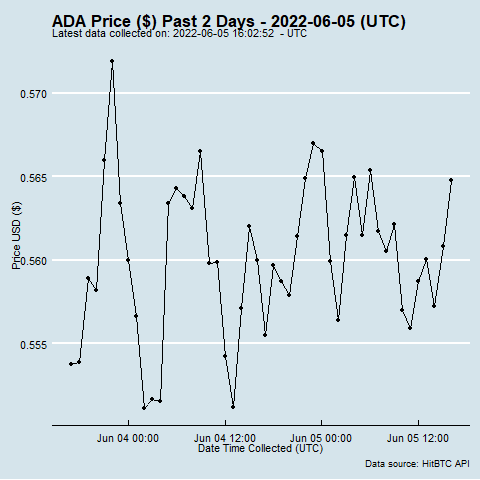 ADA Price ($) Past 2 Days - 2022-06-05 (UTC)
Latest data collected on: 2022-06-05 16:02:52 - UTC
0.570
0.565
0.560
0.555
Price USD ($)
Jun 04 00:00
Jun 04 12:00
Jun 05 00:00
Jun 05 12:00
Date Time Collected (UTC)
Data source: HitBTC API